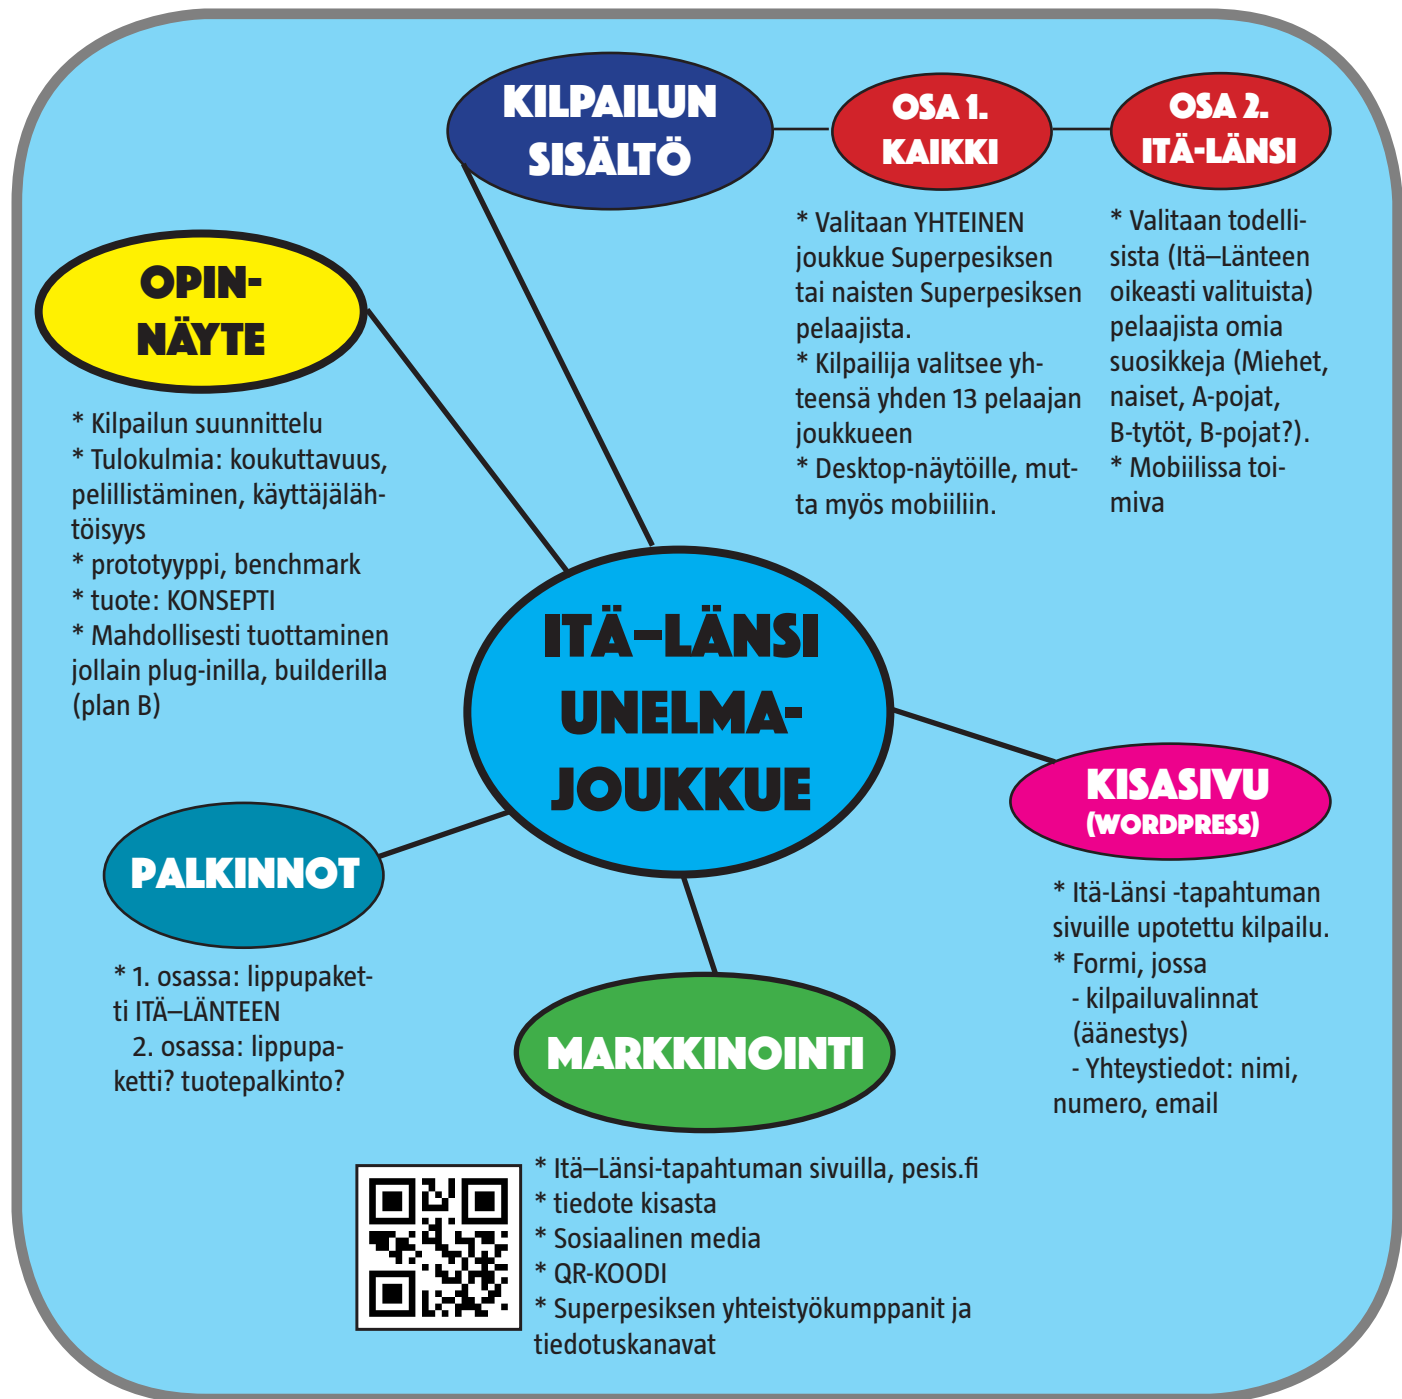 KILPAILUN
SISÄLTÖ
OSA 1.
KAIKKI
* Valitaan YHTEINEN
joukkue Superpesiksen
tai naisten Superpesiksen
pelaajista.
* Kilpailija valitsee yh-
teensä yhden 13 pelaajan
joukkueen
* Desktop-näytöille, mut-
ta myös mobiiliin.
OSA 2.
ITÄ-LÄNSI
* Valitaan todelli-
sista (Itä–Länteen
oikeasti valituista)
pelaajista omia
suosikkeja (Miehet,
naiset, A-pojat,
B-tytöt, B-pojat?).
* Mobiilissa toi-
miva
OPIN-
NÄYTE
* Kilpailun suunnittelu
* Tulokulmia: koukuttavuus,
pelillistäminen, käyttäjäläh-
töisyys
* prototyyppi, benchmark
* tuote: KONSEPTI
* Mahdollisesti tuottaminen
jollain plug-inilla, builderilla
(plan B)
ITÄ–LÄNSI
UNELMA-
JOUKKUE
KISASIVU
(WORDPRESS)
* Itä-Länsi -tapahtuman
sivuille upotettu kilpailu.
* Formi, jossa
- kilpailuvalinnat
(äänestys)
- Yhteystiedot: nimi,
numero, email
PALKINNOT
* 1. osassa: lippupaket-
ti ITÄ–LÄNTEEN
2. osassa: lippupa-
ketti? tuotepalkinto?
MARKKINOINTI
* Itä–Länsi-tapahtuman sivuilla, pesis.fi
* tiedote kisasta
* Sosiaalinen media
* QR-KOODI
* Superpesiksen yhteistyökumppanit ja
tiedotuskanavat